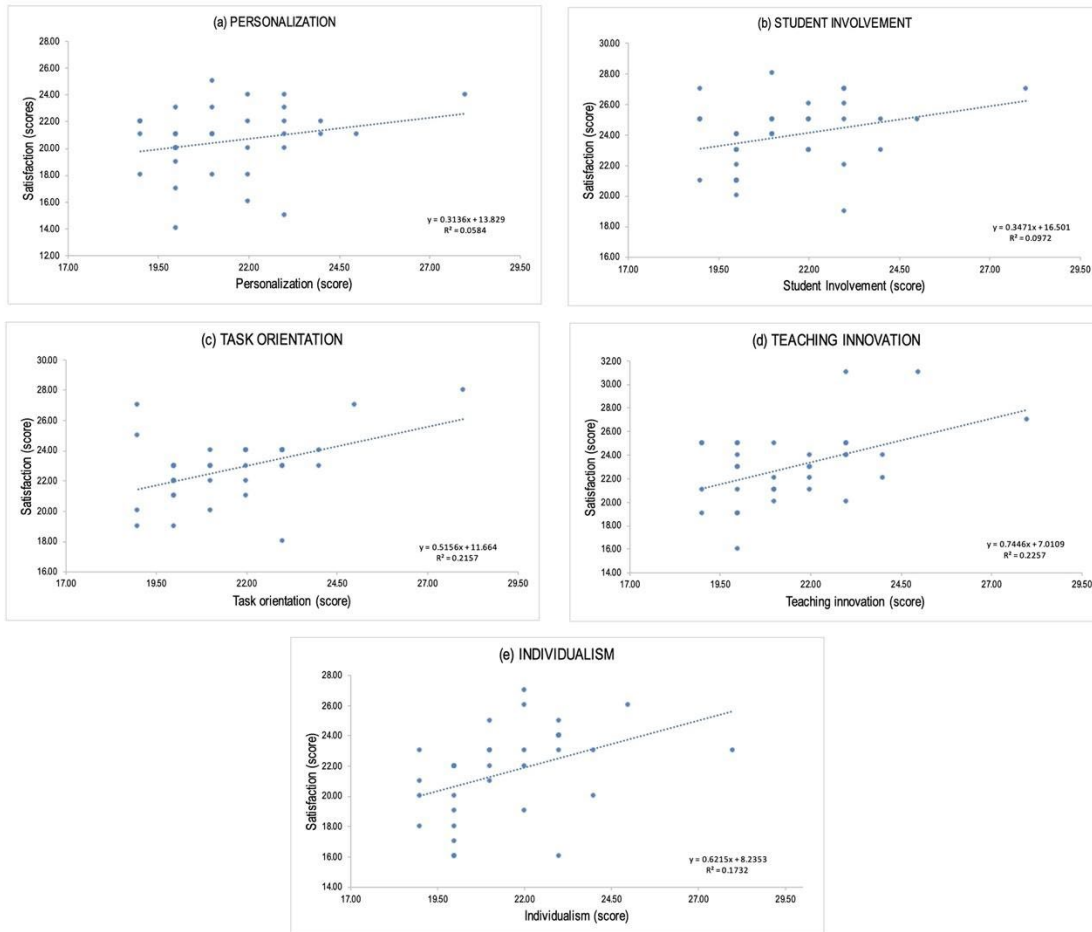 (a) PERSONALIZATION
Satisfaction (scores)
28.00
26.00
24.00
22.00
20.00
18.00
16.00
14.00
12.00
17.00 19.50 22.00 24.50 27.00 29.50
Personalization (score)
y = 0.3136x + 13.829
R² = 0.0584
(b) STUDENT INVOLVEMENT
Satisfaction (score)
30.00
28.00
26.00
24.00
22.00
20.00
18.00
16.00
17.00 19.50 22.00 24.50 27.00 29.50
Student Involvement (score)
y = 0.3471x + 16.501
R² = 0.0972
(c) TASK ORIENTATION
Satisfaction (score)
30.00
28.00
26.00
24.00
22.00
20.00
18.00
16.00
17.00 19.50 22.00 24.50 27.00 29.50
Task orientation (score)
y = 0.5156x + 11.664
R² = 0.2157
(d) TEACHING INNOVATION
Satisfaction (score)
32.00
30.00
28.00
26.00
24.00
22.00
20.00
18.00
16.00
14.00
17.00 19.50 22.00 24.50 27.00 29.50
Teaching innovation (score)
y = 0.7446x + 7.0109
R² = 0.2257
(e) INDIVIDUALISM
Satisfaction (score)
28.00
26.00
24.00
22.00
20.00
18.00
16.00
14.00
17.00 19.50 22.00 24.50 27.00 29.50
Individualism (score)
y = 0.6215x + 8.2353
R² = 0.1732